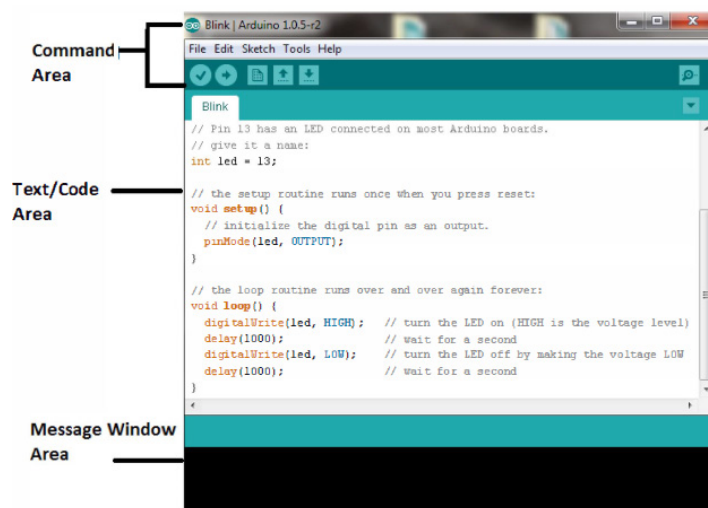 Blink | Arduino 1.0.5-r2
Command
Area
File Edit Sketch Tools Help
Blink
// Pin 13 has an LED connected on most Arduino boards.
// give it a name:
int led = 13;
Text/Code
Area
// the setup routine runs once when you press reset:
void setup() {
// initialize the digital pin as an output.
pinMode(led, OUTPUT);
}
// the loop routine runs over and over again forever:
void loop() {
digitalWrite(led, HIGH);   // turn the LED on (HIGH is the voltage level)
delay(1000);               // wait for a second
digitalWrite(led, LOW);    // turn the LED off by making the voltage LOW
delay(1000);               // wait for a second
}
Message Window
Area